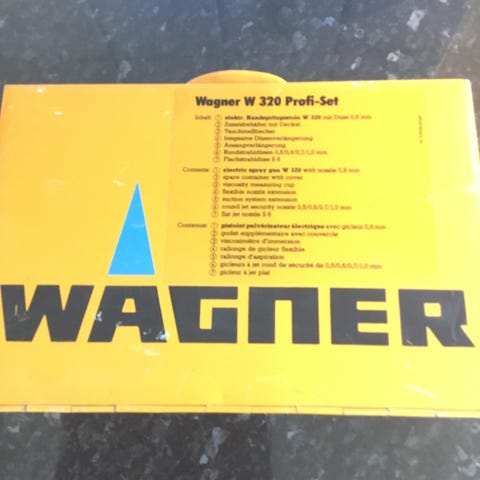 Wagner W 320 Profi-Set
Inhalt: ① elektr. Handspritzpistole W 320 mit Düse 0,8 mm
② Zusatzbehälter mit Deckel
③ Tauchmeßbecher
④ biegsame Düsenverlängerung
⑤ Ansaugverlängerung
⑥ Rundstrahldüsen 0,5/0,6/0,7/1,0 mm
⑦ Flachstrahldüse
Contents: ① electric spray gun W 320 with nozzle 0,8 mm
② spare container with cover
③ viscosity measuring cup
④ flexible nozzle extension
⑤ suction system extension
⑥ round jet security nozzle 0,5/0,6/0,7/1,0 mm
⑦ flat jet nozzle
Contenue: ① pistolet pulvérisateur électrique avec gicleur 0,8 mm
② godet supplémentaire avec couvercle
③ viscosimètre d'immersion
④ rallonge de gicleur flexible
⑤ rallonge d'aspiration
⑥ gicleurs à jet rond de sécurité de 0,5/0,6/0,7/1,0 mm
⑦ gicleur à jet plat
WAGNER